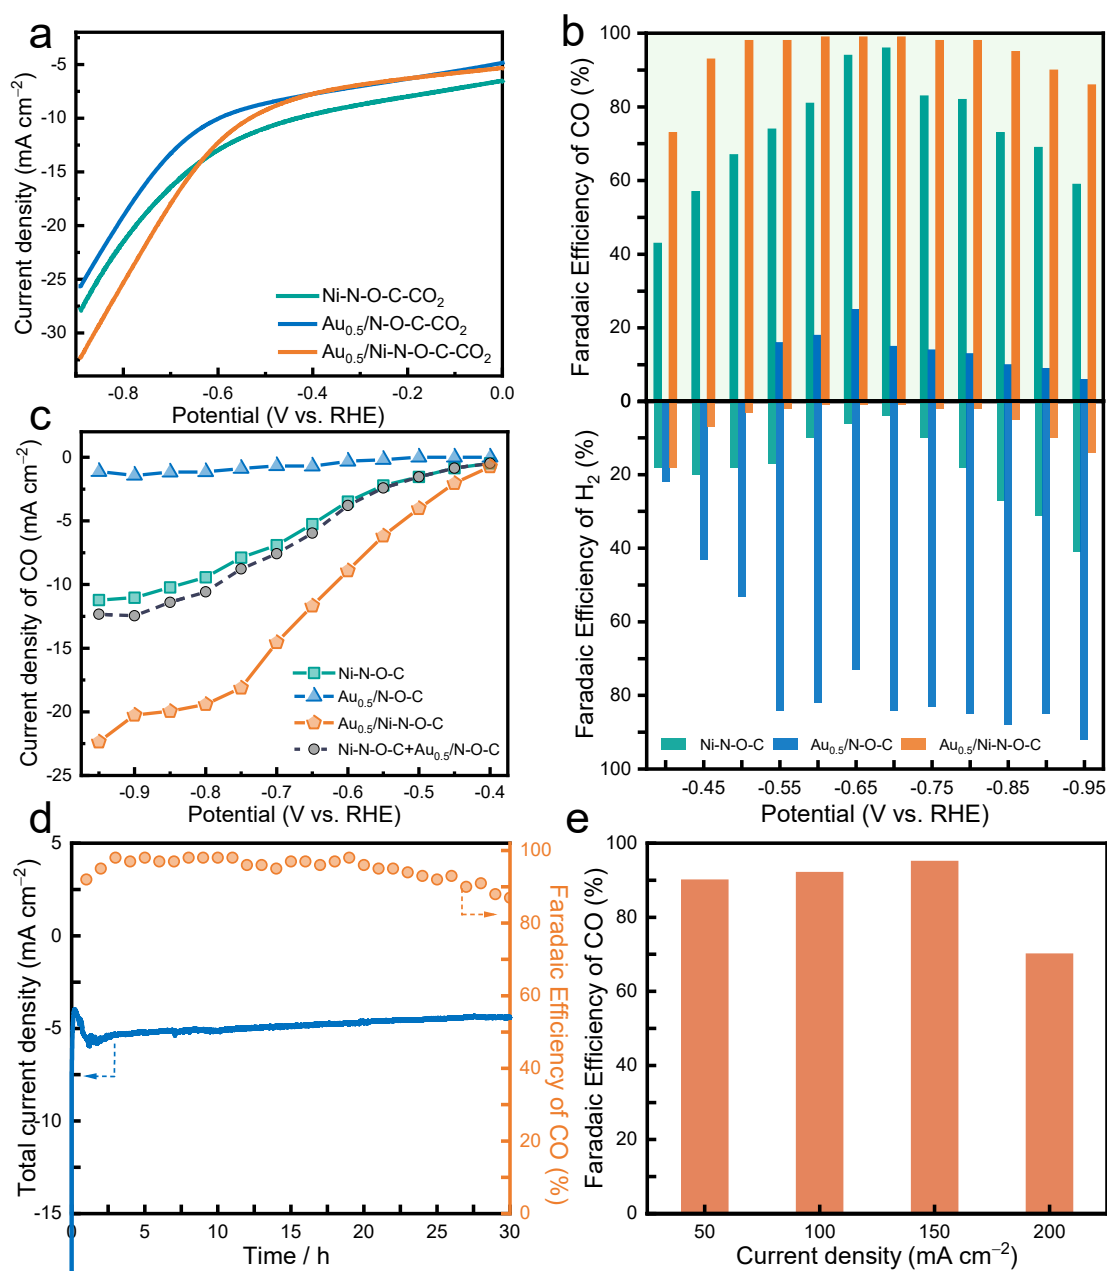 a
Current density (mA cm⁻²)
-5
-10
-15
-20
-25
-30
-0.8
-0.6
-0.4
-0.2
0.0
Potential (V vs. RHE)
Ni-N-O-C-CO₂
Au₀.₅/N-O-C-CO₂
Au₀.₅/Ni-N-O-C-CO₂
b
Faradaic Efficiency of CO (%)
100
80
60
40
20
0
Faradaic Efficiency of H₂ (%)
20
40
60
80
100
Ni-N-O-C
Au₀.₅/N-O-C
Au₀.₅/Ni-N-O-C
-0.45
-0.55
-0.65
-0.75
-0.85
-0.95
Potential (V vs. RHE)
c
Current density of CO (mA cm⁻²)
0
-5
-10
-15
-20
-25
Ni-N-O-C
Au₀.₅/N-O-C
Au₀.₅/Ni-N-O-C
Ni-N-O-C+Au₀.₅/N-O-C
-0.9
-0.8
-0.7
-0.6
-0.5
-0.4
Potential (V vs. RHE)
d
Total current density (mA cm⁻²)
5
0
-5
-10
-15
100
80
60
40
20
0
Faradaic Efficiency of CO (%)
0
5
10
15
20
25
30
Time / h
e
Faradaic Efficiency of CO (%)
100
80
60
40
20
0
50
100
150
200
Current density (mA cm⁻²)